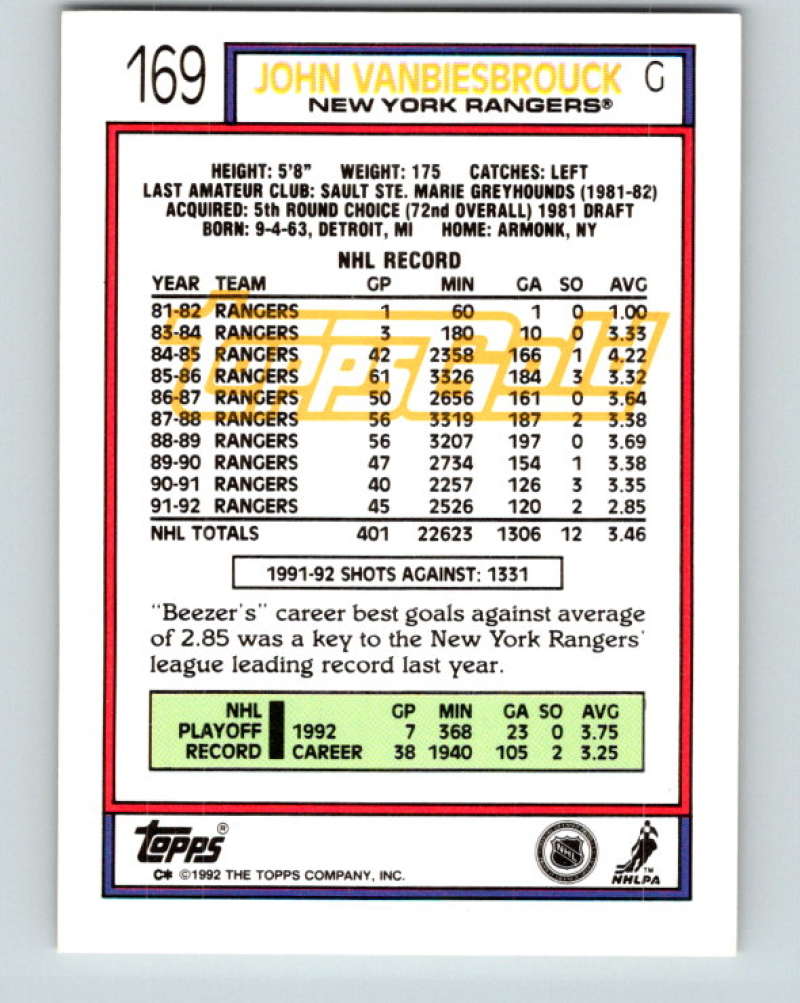 169 JOHN VANBIESBROUCK G
NEW YORK RANGERS®
HEIGHT: 5'8" WEIGHT: 175 CATCHES: LEFT
LAST AMATEUR CLUB: SAULT STE. MARIE GREYHOUNDS (1981-82)
ACQUIRED: 5th ROUND CHOICE (72nd OVERALL) 1981 DRAFT
BORN: 9-4-63, DETROIT, MI HOME: ARMONK, NY
NHL RECORD
YEAR TEAM GP MIN GA SO AVG
81-82 RANGERS 1 60 1 0 1.00
83-84 RANGERS 3 180 10 0 3.33
84-85 RANGERS 42 2358 166 1 4.22
85-86 RANGERS 61 3326 184 3 3.32
86-87 RANGERS 50 2656 161 0 3.64
87-88 RANGERS 56 3319 187 2 3.38
88-89 RANGERS 56 3207 197 0 3.69
89-90 RANGERS 47 2734 154 1 3.38
90-91 RANGERS 40 2257 126 3 3.35
91-92 RANGERS 45 2526 120 2 2.85
NHL TOTALS 401 22623 1306 12 3.46
Topps Gold
1991-92 SHOTS AGAINST: 1331
"Beezer's" career best goals against average
of 2.85 was a key to the New York Rangers'
league leading record last year.
NHL GP MIN GA SO AVG
PLAYOFF 1992 7 368 23 0 3.75
RECORD CAREER 38 1940 105 2 3.25
TOPPS®
C* ©1992 THE TOPPS COMPANY, INC.
NHL
NHLPA™